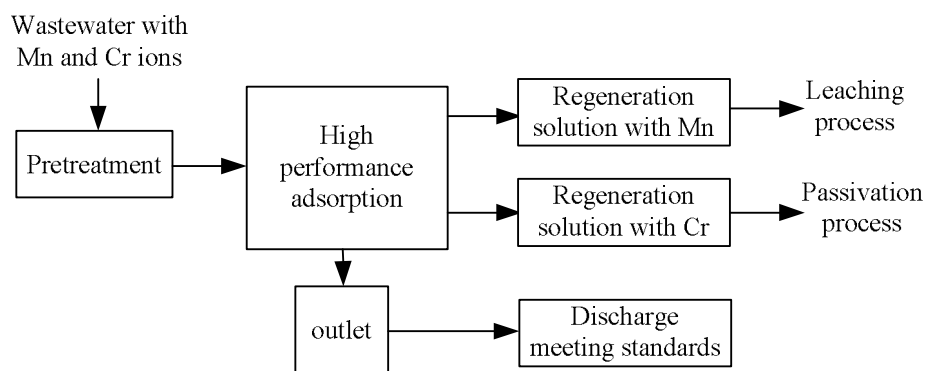 Wastewater with
Mn and Cr ions
Pretreatment
High
performance
adsorption
Regeneration
solution with Mn
Leaching
process
Regeneration
solution with Cr
Passivation
process
outlet
Discharge
meeting standards